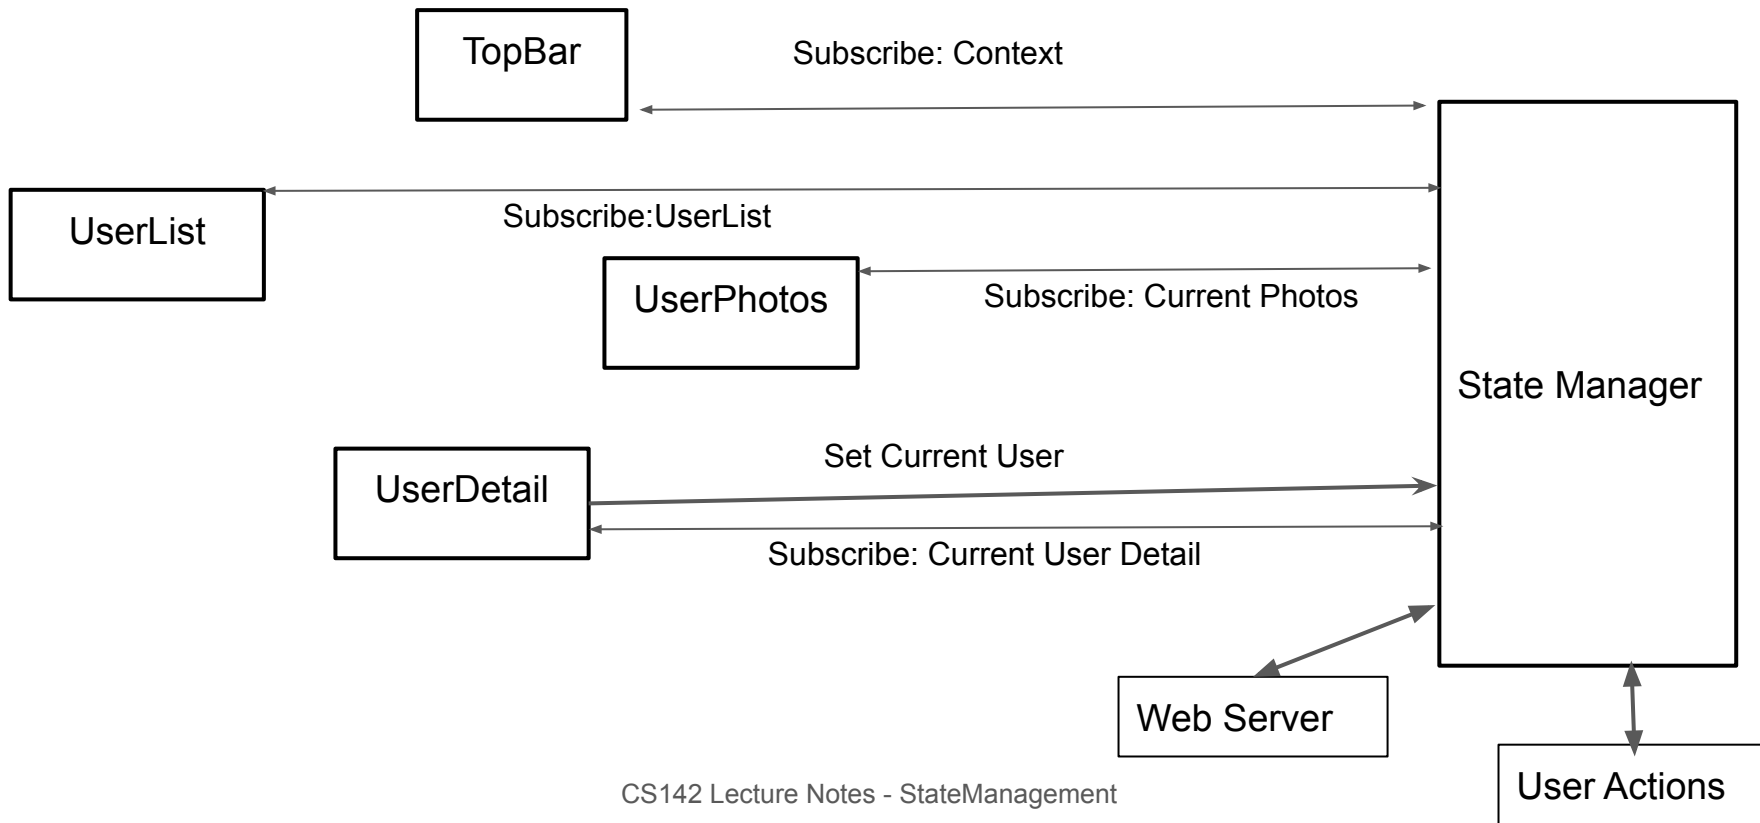 TopBar
Subscribe: Context
UserList
Subscribe:UserList
UserPhotos
Subscribe: Current Photos
State Manager
UserDetail
Set Current User
Subscribe: Current User Detail
Web Server
User Actions
CS142 Lecture Notes - StateManagement